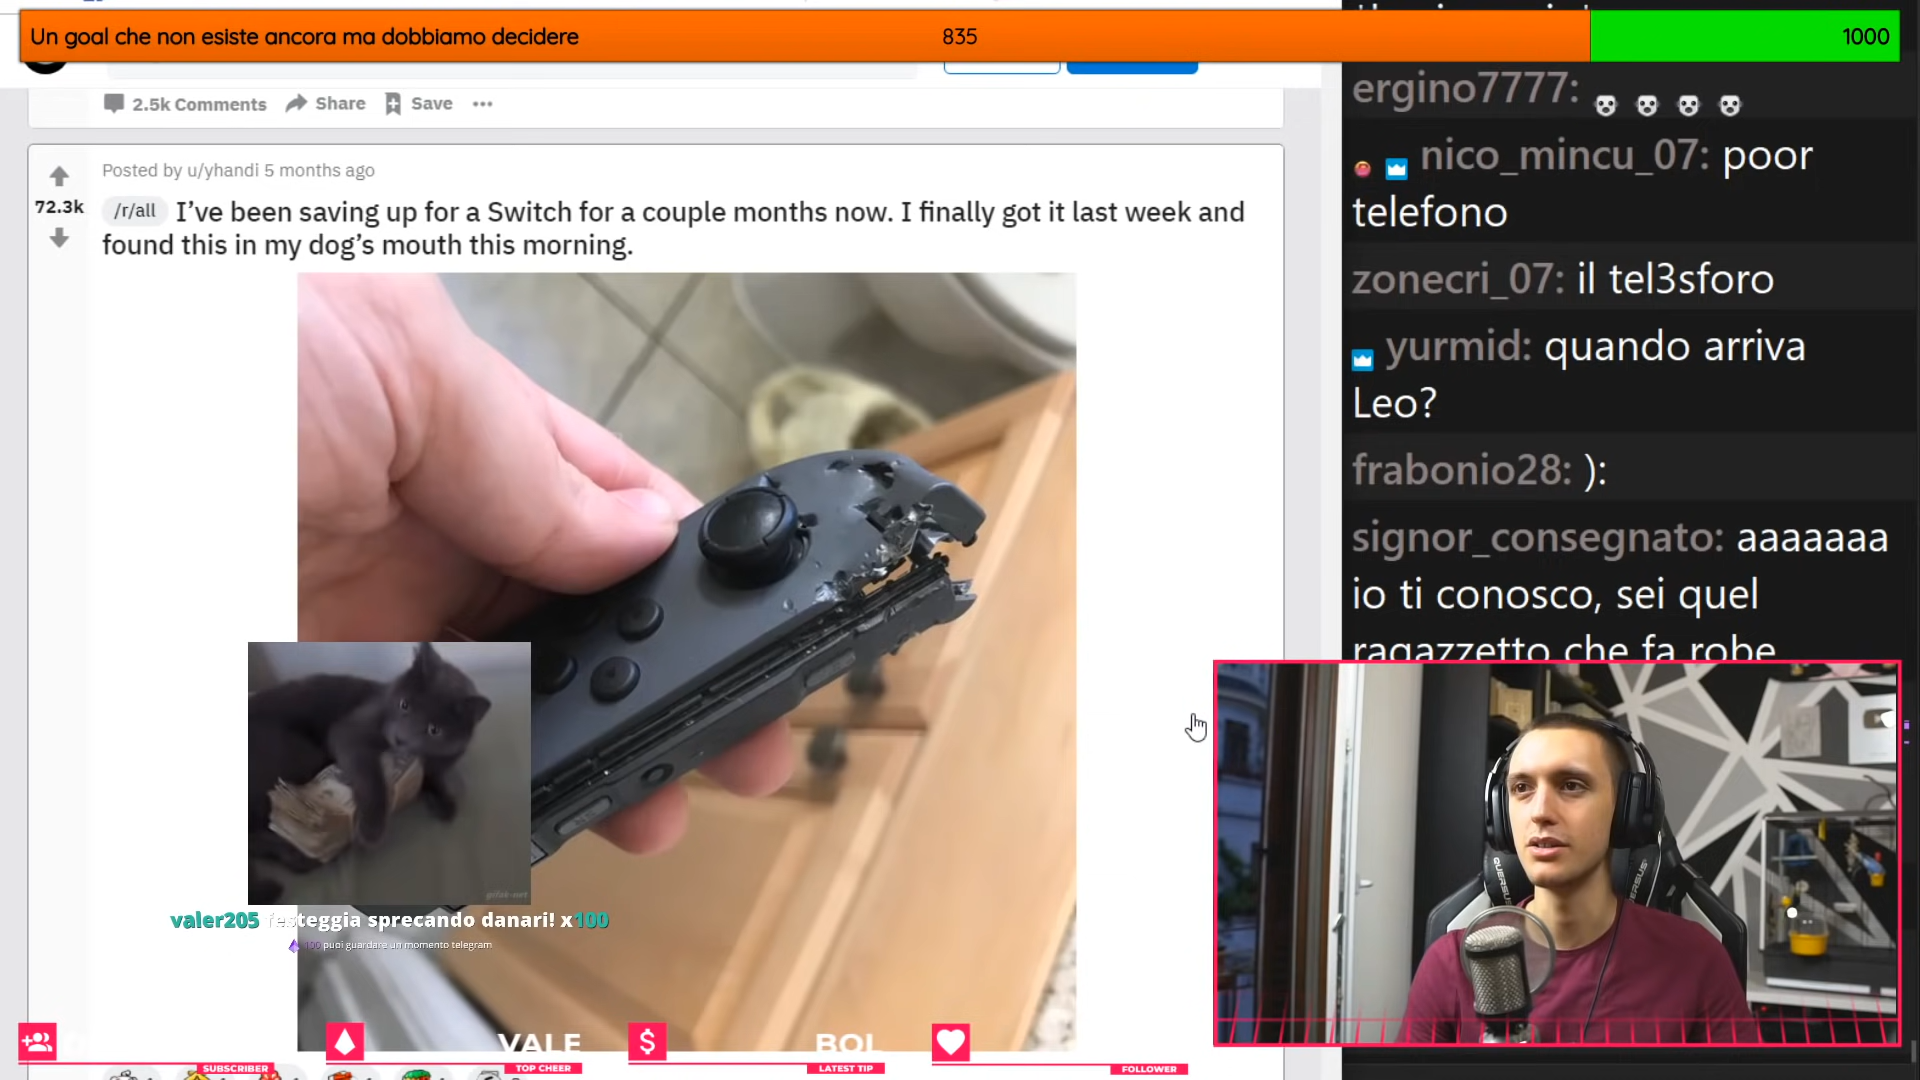 Un goal che non esiste ancora ma dobbiamo decidere
835
1000
2.5k Comments
Share
Save
Posted by u/yhandi 5 months ago
72.3k
/r/all I’ve been saving up for a Switch for a couple months now. I finally got it last week and
found this in my dog’s mouth this morning.
valer205 festeggia sprecando danari! x100
100 puoi guardare un momento telegram
VALE
BOI
SUBSCRIBER
TOP CHEER
LATEST TIP
FOLLOWER
ergino7777:
nico_mincu_07: poor
telefono
zonecri_07: il tel3sforo
yurmid: quando arriva
Leo?
frabonio28: ):
signor_consegnato: aaaaaaa
io ti conosco, sei quel
ragazzetto che fa robe